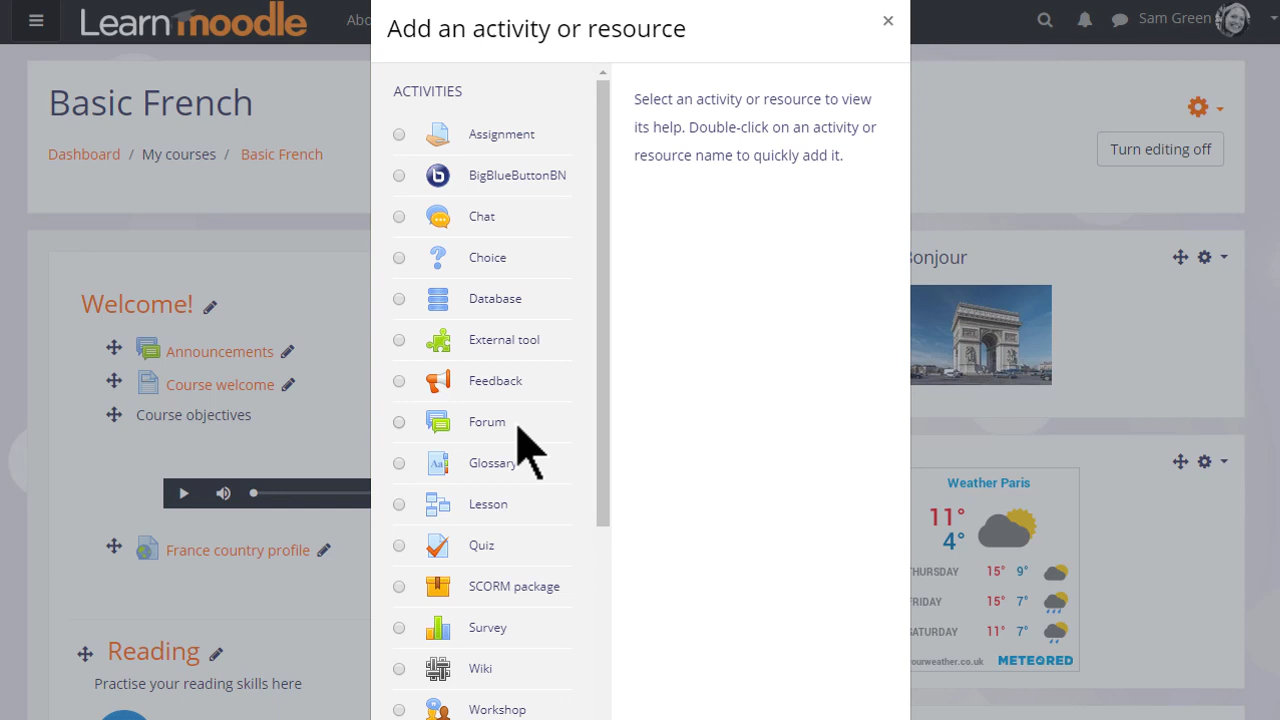 Learn moodle
Sam Green
Add an activity or resource
×
Basic French
Dashboard / My courses / Basic French
Turn editing off
ACTIVITIES
Assignment
BigBlueButtonBN
Chat
Choice
Database
External tool
Feedback
Forum
Glossary
Lesson
Quiz
SCORM package
Survey
Wiki
Workshop
Select an activity or resource to view
its help. Double-click on an activity or
resource name to quickly add it.
Welcome!
Announcements
Course welcome
Course objectives
France country profile
Reading
Practise your reading skills here
Bonjour
Weather Paris
11°
4°
THURSDAY 15° 9°
FRIDAY 15° 7°
SATURDAY 11° 7°
ourweather.co.uk METEORED